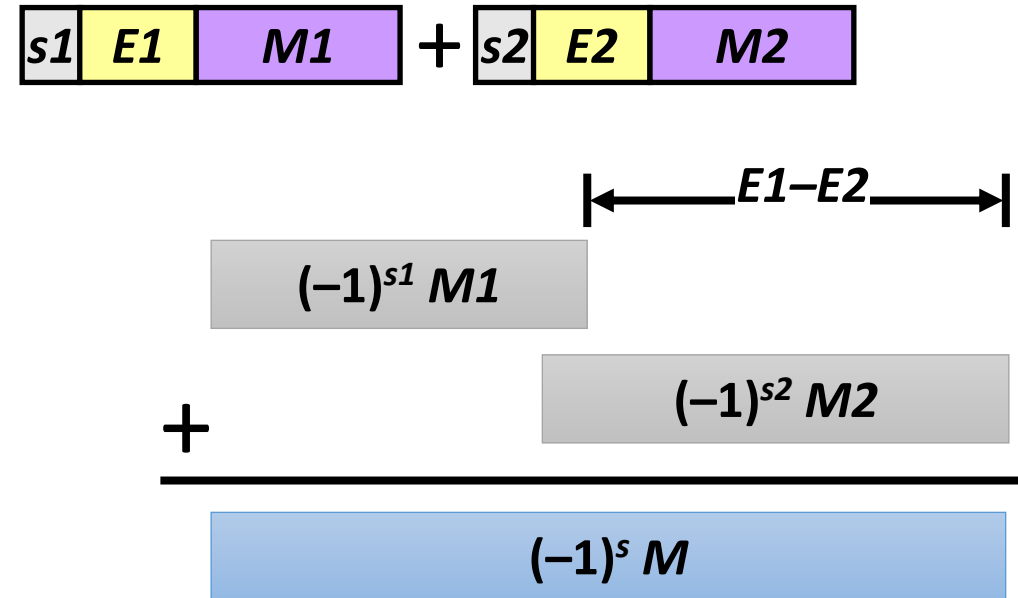 s1 E1 M1 + s2 E2 M2
E1–E2
(–1)^s1 M1
(–1)^s2 M2
+
(–1)^s M